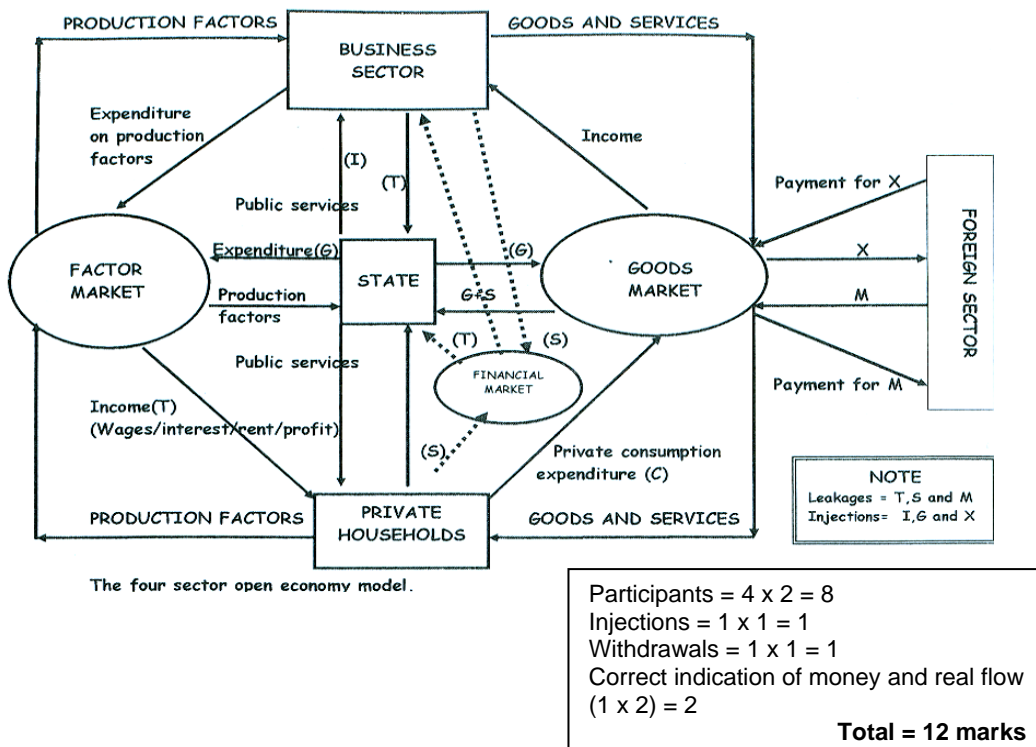 PRODUCTION FACTORS
GOODS AND SERVICES
BUSINESS
SECTOR
Expenditure
on production
factors
(I)
(T)
Income
Payment for X
Public services
Expenditure(G)
(G)
X
FACTOR
MARKET
STATE
GOODS
MARKET
FOREIGN SECTOR
Production
factors
G+S
M
Public services
(T)
(S)
FINANCIAL
MARKET
Payment for M
Income(T)
(Wages/interest/rent/profit)
(S)
Private consumption
expenditure (C)
NOTE
Leakages = T,S and M
Injections= I,G and X
PRODUCTION FACTORS
PRIVATE
HOUSEHOLDS
GOODS AND SERVICES
The four sector open economy model.
Participants = 4 x 2 = 8
Injections = 1 x 1 = 1
Withdrawals = 1 x 1 = 1
Correct indication of money and real flow
(1 x 2) = 2
Total = 12 marks